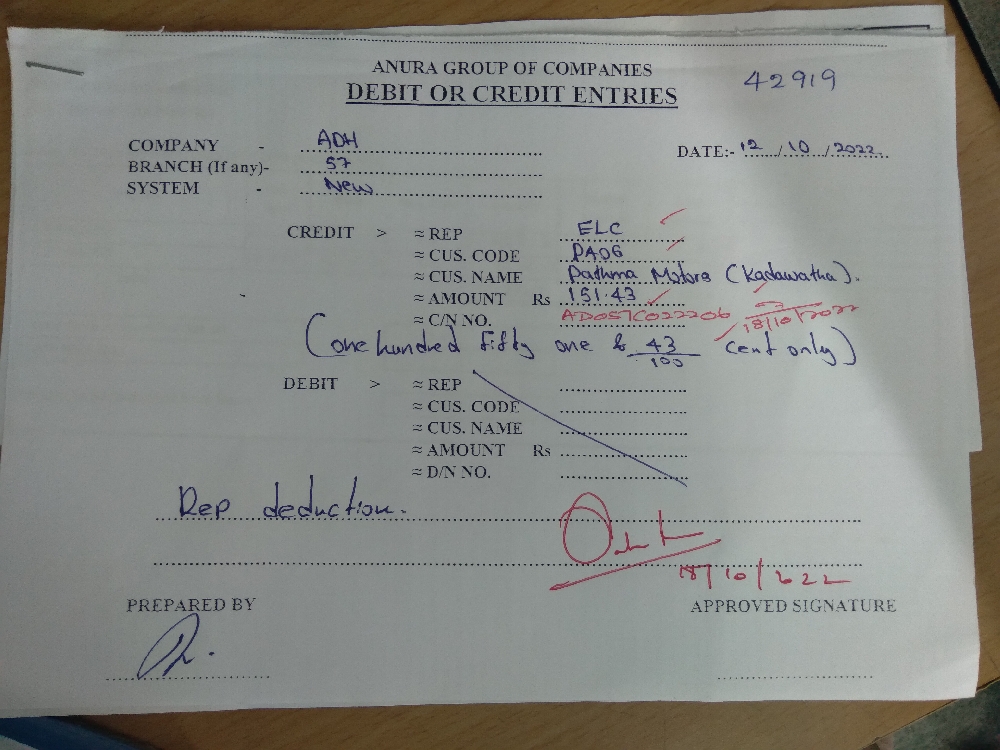 ANURA GROUP OF COMPANIES
42919
DEBIT OR CREDIT ENTRIES
COMPANY - ADH
DATE:- 12 / 10 / 2022
BRANCH (If any)- 57
SYSTEM - New
CREDIT > ≈ REP ELC
≈ CUS. CODE PA06
≈ CUS. NAME Pathma Motors (Kadawatha).
≈ AMOUNT Rs 151.43
≈ C/N NO. AD057C022206 18/10/2022
(One hundred fifty one & 43/100 cent only)
DEBIT > ≈ REP
≈ CUS. CODE
≈ CUS. NAME
≈ AMOUNT Rs
≈ D/N NO.
Rep deduction.
18/10/2022
PREPARED BY
APPROVED SIGNATURE